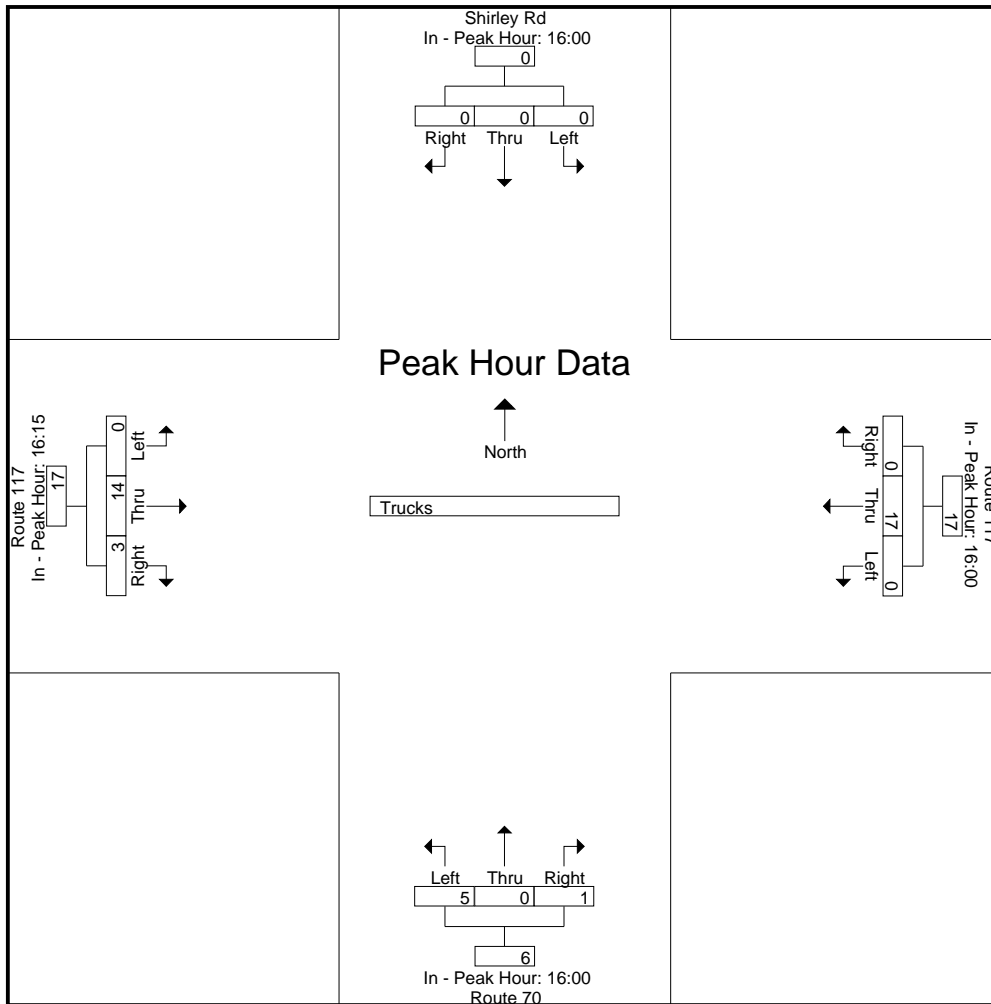 Shirley Rd
In - Peak Hour: 16:00
0
0 0 0
Right Thru Left
Peak Hour Data
North
Trucks
Route 117
In - Peak Hour: 16:15
17
0 14 3
Left Thru Right
Right Thru Left
0 17 0
17
In - Peak Hour: 16:00
Route 117
Left Thru Right
5 0 1
6
In - Peak Hour: 16:00
Route 70